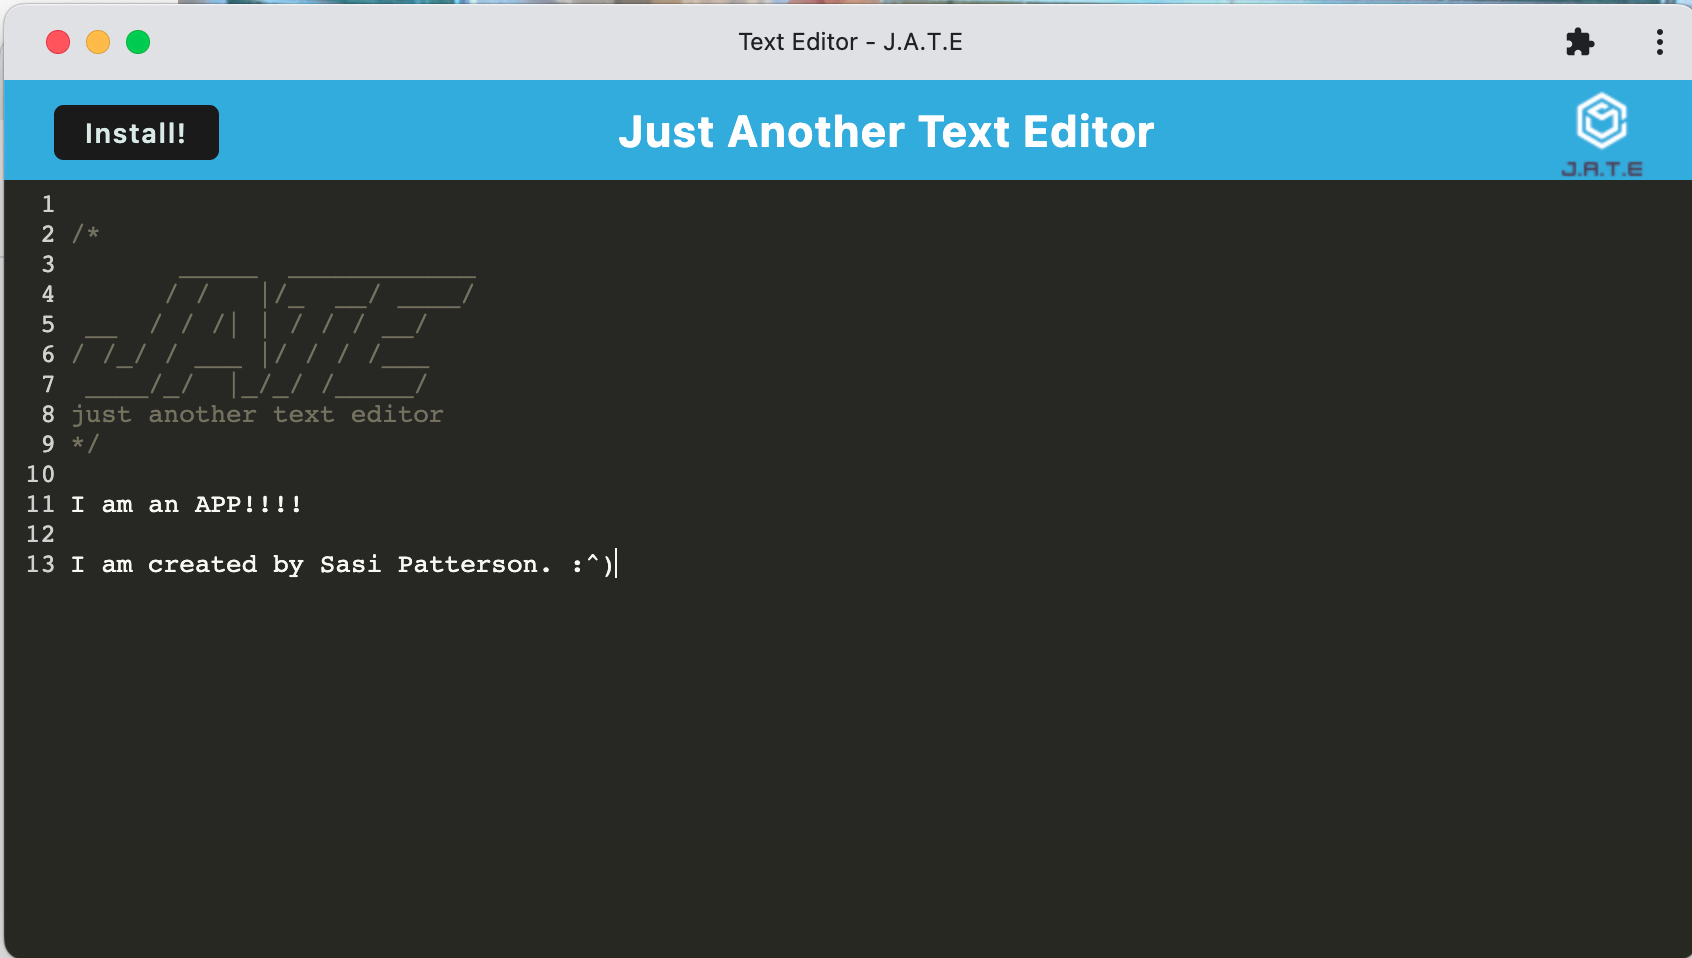 Text Editor - J.A.T.E
Install!
Just Another Text Editor
J.A.T.E
1
2 /*
3        ______  ______________
4       / /   |/_  __/ _____/
5  __  / / /| | / / / __/
6 / /_/ / ___ |/ / / /____
7  ____/_/  |_/_/ /_____/
8 just another text editor
9 */
10
11 I am an APP!!!!
12
13 I am created by Sasi Patterson. :^)